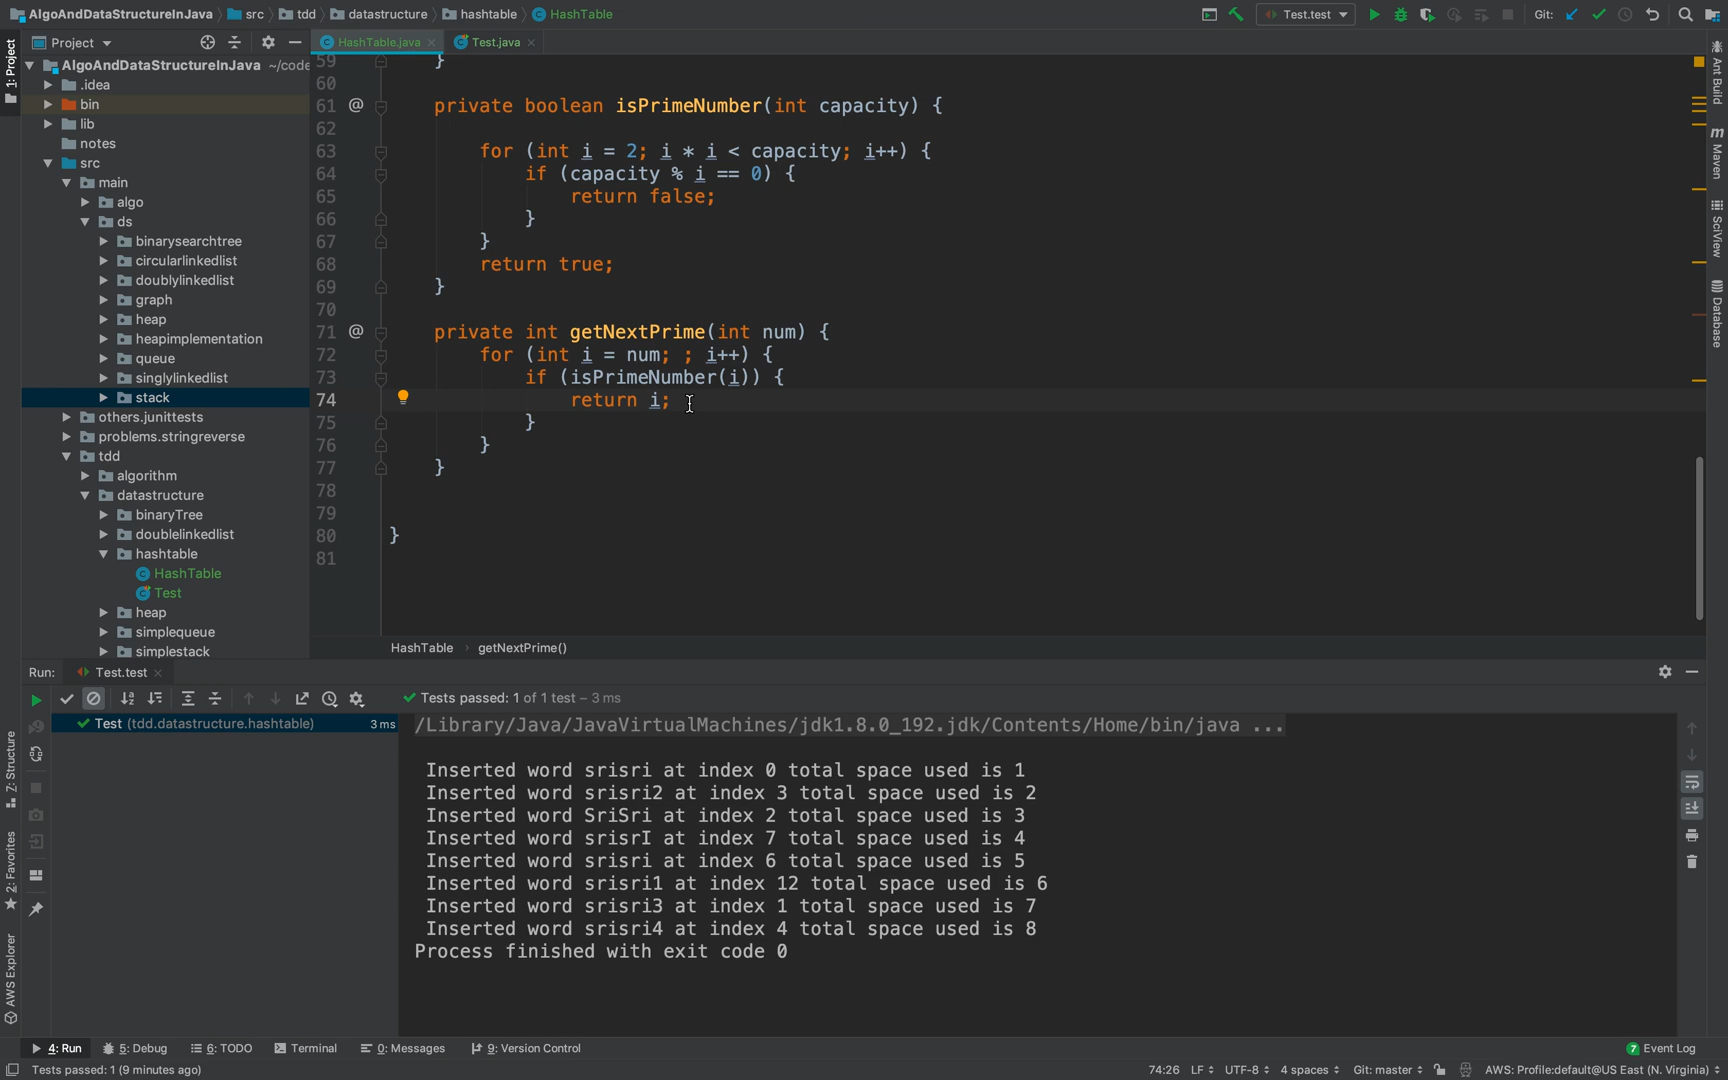 AlgoAndDataStructureInJava src tdd datastructure hashtable HashTable Test.test Git:
1: Project
Project
HashTable.java Test.java
AlgoAndDataStructureInJava ~/code
.idea
bin
lib
notes
src
main
algo
ds
binarysearchtree
circularlinkedlist
doublylinkedlist
graph
heap
heapimplementation
queue
singlylinkedlist
stack
others.junittests
problems.stringreverse
tdd
algorithm
datastructure
binaryTree
doublelinkedlist
hashtable
HashTable
Test
heap
simplequeue
simplestack
59 }
60
61 @ private boolean isPrimeNumber(int capacity) {
62
63 for (int i = 2; i * i < capacity; i++) {
64 if (capacity % i == 0) {
65 return false;
66 }
67 }
68 return true;
69 }
70
71 @ private int getNextPrime(int num) {
72 for (int i = num; ; i++) {
73 if (isPrimeNumber(i)) {
74 return i;
75 }
76 }
77 }
78
79
80 }
81
HashTable › getNextPrime()
Ant Build
m Maven
SciView
Database
Run: Test.test
Tests passed: 1 of 1 test – 3 ms
Test (tdd.datastructure.hashtable) 3 ms
/Library/Java/JavaVirtualMachines/jdk1.8.0_192.jdk/Contents/Home/bin/java ...
Inserted word srisri at index 0 total space used is 1
Inserted word srisri2 at index 3 total space used is 2
Inserted word SriSri at index 2 total space used is 3
Inserted word srisrI at index 7 total space used is 4
Inserted word srisri at index 6 total space used is 5
Inserted word srisri1 at index 12 total space used is 6
Inserted word srisri3 at index 1 total space used is 7
Inserted word srisri4 at index 4 total space used is 8
Process finished with exit code 0
Z: Structure
2: Favorites
AWS Explorer
4: Run 5: Debug 6: TODO Terminal 0: Messages 9: Version Control 7 Event Log
Tests passed: 1 (9 minutes ago) 74:26 LF UTF-8 4 spaces Git: master AWS: Profile:default@US East (N. Virginia)